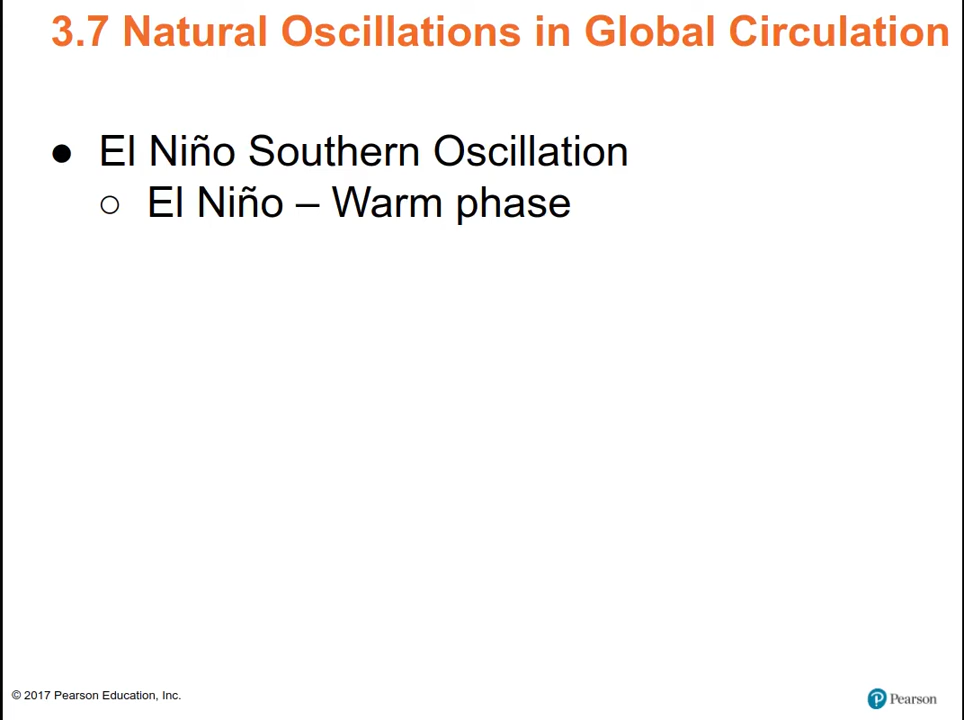 3.7 Natural Oscillations in Global Circulation
● El Niño Southern Oscillation
○ El Niño – Warm phase
© 2017 Pearson Education, Inc.
Pearson